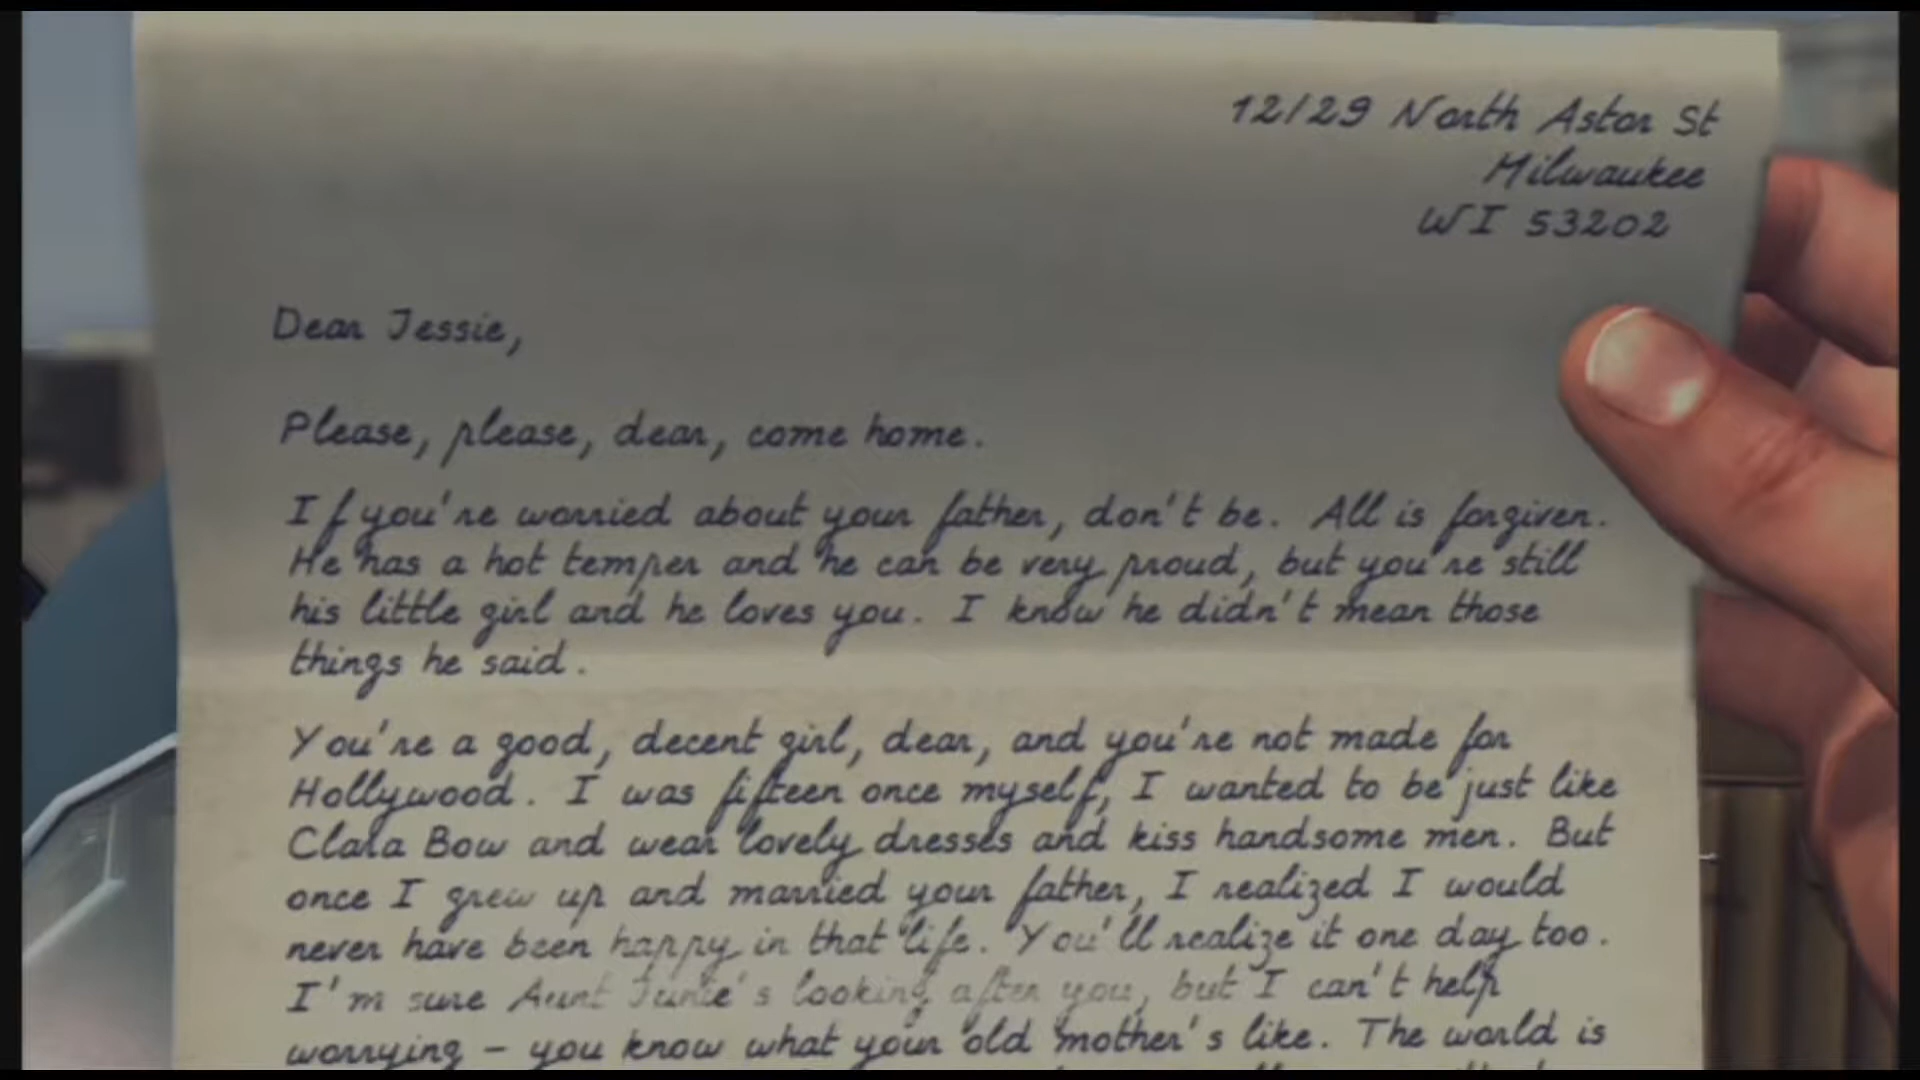 12/29 North Astor St
Milwaukee
WI 53202
Dear Jessie,
Please, please, dear, come home.
If you're worried about your father, don't be. All is forgiven.
He has a hot temper and he can be very proud, but you're still
his little girl and he loves you. I know he didn't mean those
things he said.
You're a good, decent girl, dear, and you're not made for
Hollywood. I was fifteen once myself, I wanted to be just like
Clara Bow and wear lovely dresses and kiss handsome men. But
once I grew up and married your father, I realized I would
never have been happy in that life. You'll realize it one day too.
I'm sure Aunt Junie's looking after you, but I can't help
worrying – you know what your old mother's like. The world is